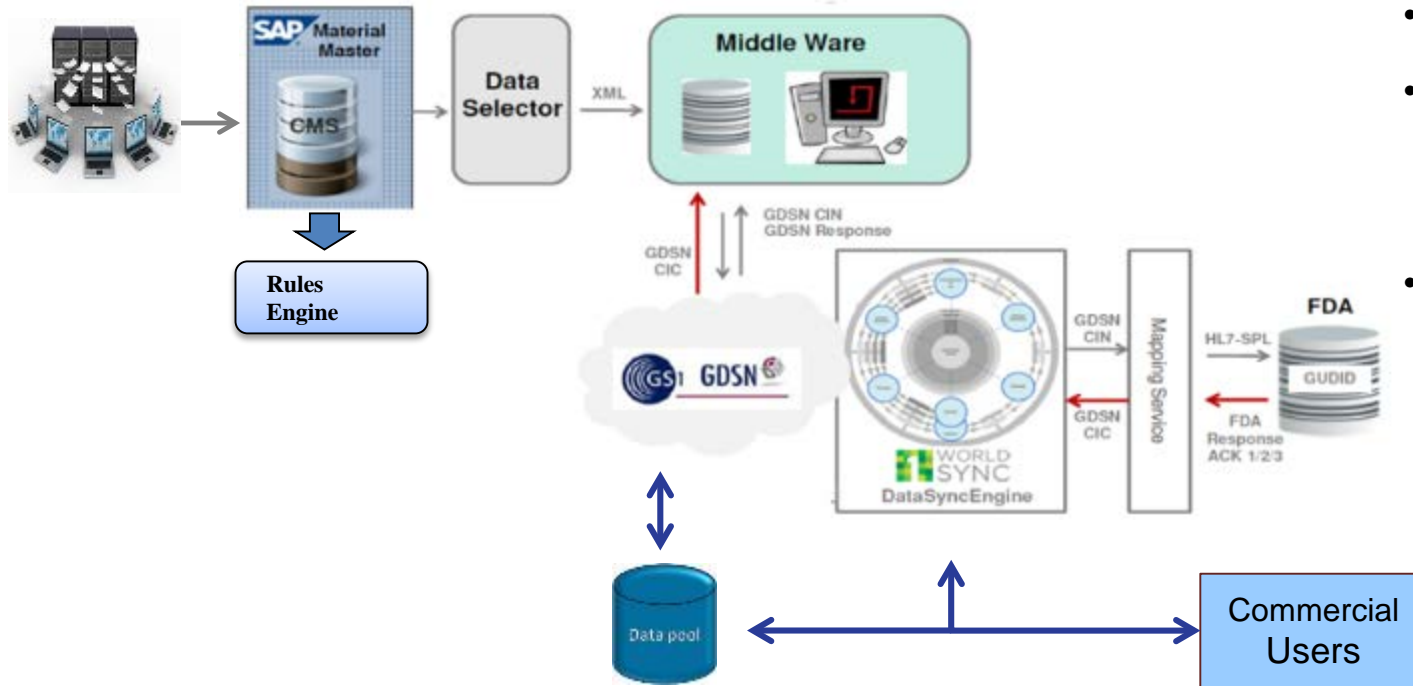 SAP Material
Master
CMS
Rules
Engine
Data
Selector
XML
Middle Ware
GDSN
CIC
GDSN CIN
GDSN Response
GS1 GDSN
1 WORLD
SYNC
DataSyncEngine
GDSN
CIN
GDSN
CIC
Mapping Service
HL7-SPL
FDA
Response
ACK 1/2/3
FDA
GUDID
Data pool
Commercial
Users